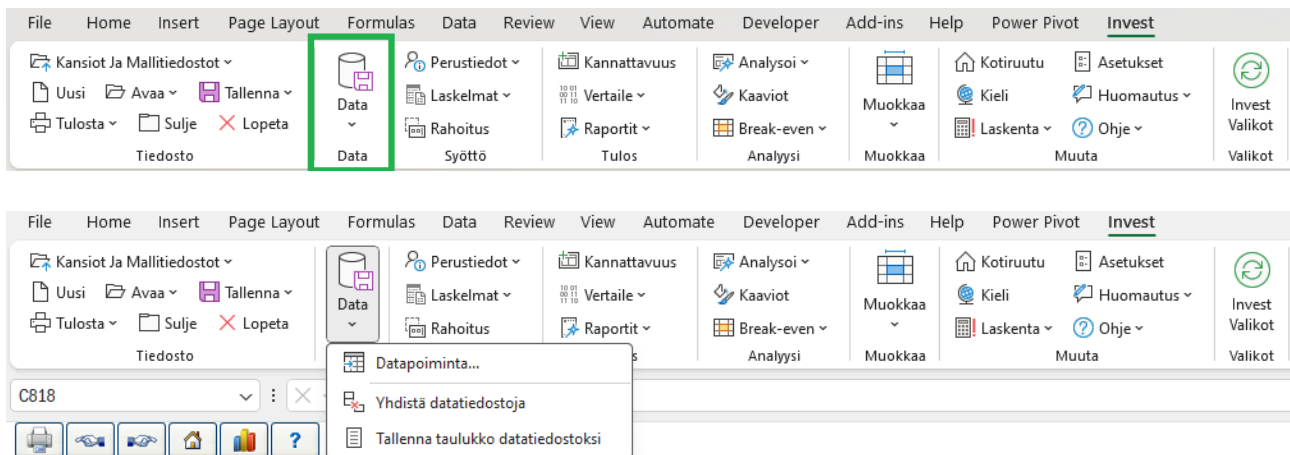 File Home Insert Page Layout Formulas Data Review View Automate Developer Add-ins Help Power Pivot Invest
Kansiot Ja Mallitiedostot Perustiedot Kannattavuus Analysoi Kotiruutu Asetukset
Uusi Avaa Tallenna Data Laskelmat Vertaile Kaaviot Muokkaa Kieli Huomautus Invest
Tulosta Sulje Lopeta Rahoitus Raportit Break-even Laskenta Ohje Valikot
Tiedosto Data Syöttö Tulos Analyysi Muokkaa Muuta Valikot
File Home Insert Page Layout Formulas Data Review View Automate Developer Add-ins Help Power Pivot Invest
Kansiot Ja Mallitiedostot Perustiedot Kannattavuus Analysoi Kotiruutu Asetukset
Uusi Avaa Tallenna Data Laskelmat Vertaile Kaaviot Muokkaa Kieli Huomautus Invest
Tulosta Sulje Lopeta Rahoitus Raportit Break-even Laskenta Ohje Valikot
Tiedosto Analyysi Muokkaa Muuta Valikot
Datapoiminta...
C818
Yhdistä datatiedostoja
Tallenna taulukko datatiedostoksi